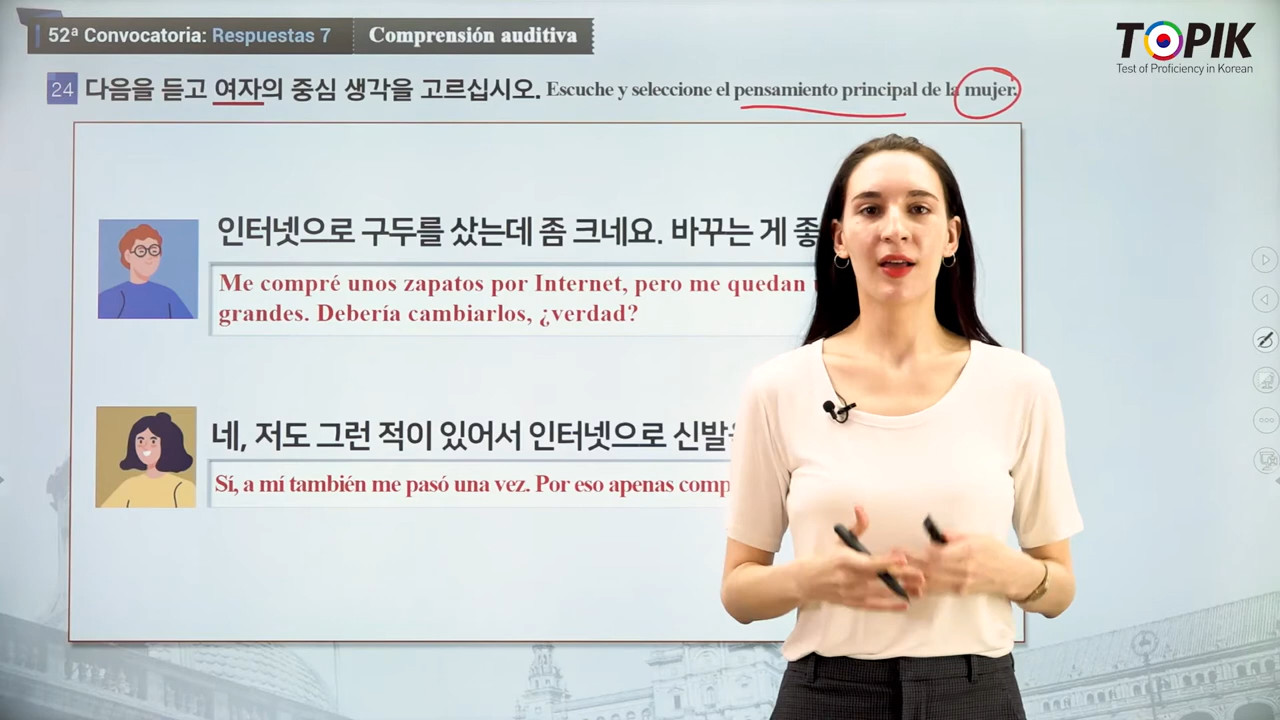 52ª Convocatoria: Respuestas 7 Comprensión auditiva
TOPIK
Test of Proficiency in Korean
24 다음을 듣고 여자의 중심 생각을 고르십시오. Escuche y seleccione el pensamiento principal de la mujer.
인터넷으로 구두를 샀는데 좀 크네요. 바꾸는 게 좋
Me compré unos zapatos por Internet, pero me quedan
grandes. Debería cambiarlos, ¿verdad?
네, 저도 그런 적이 있어서 인터넷으로 신발
Sí, a mí también me pasó una vez. Por eso apenas comp